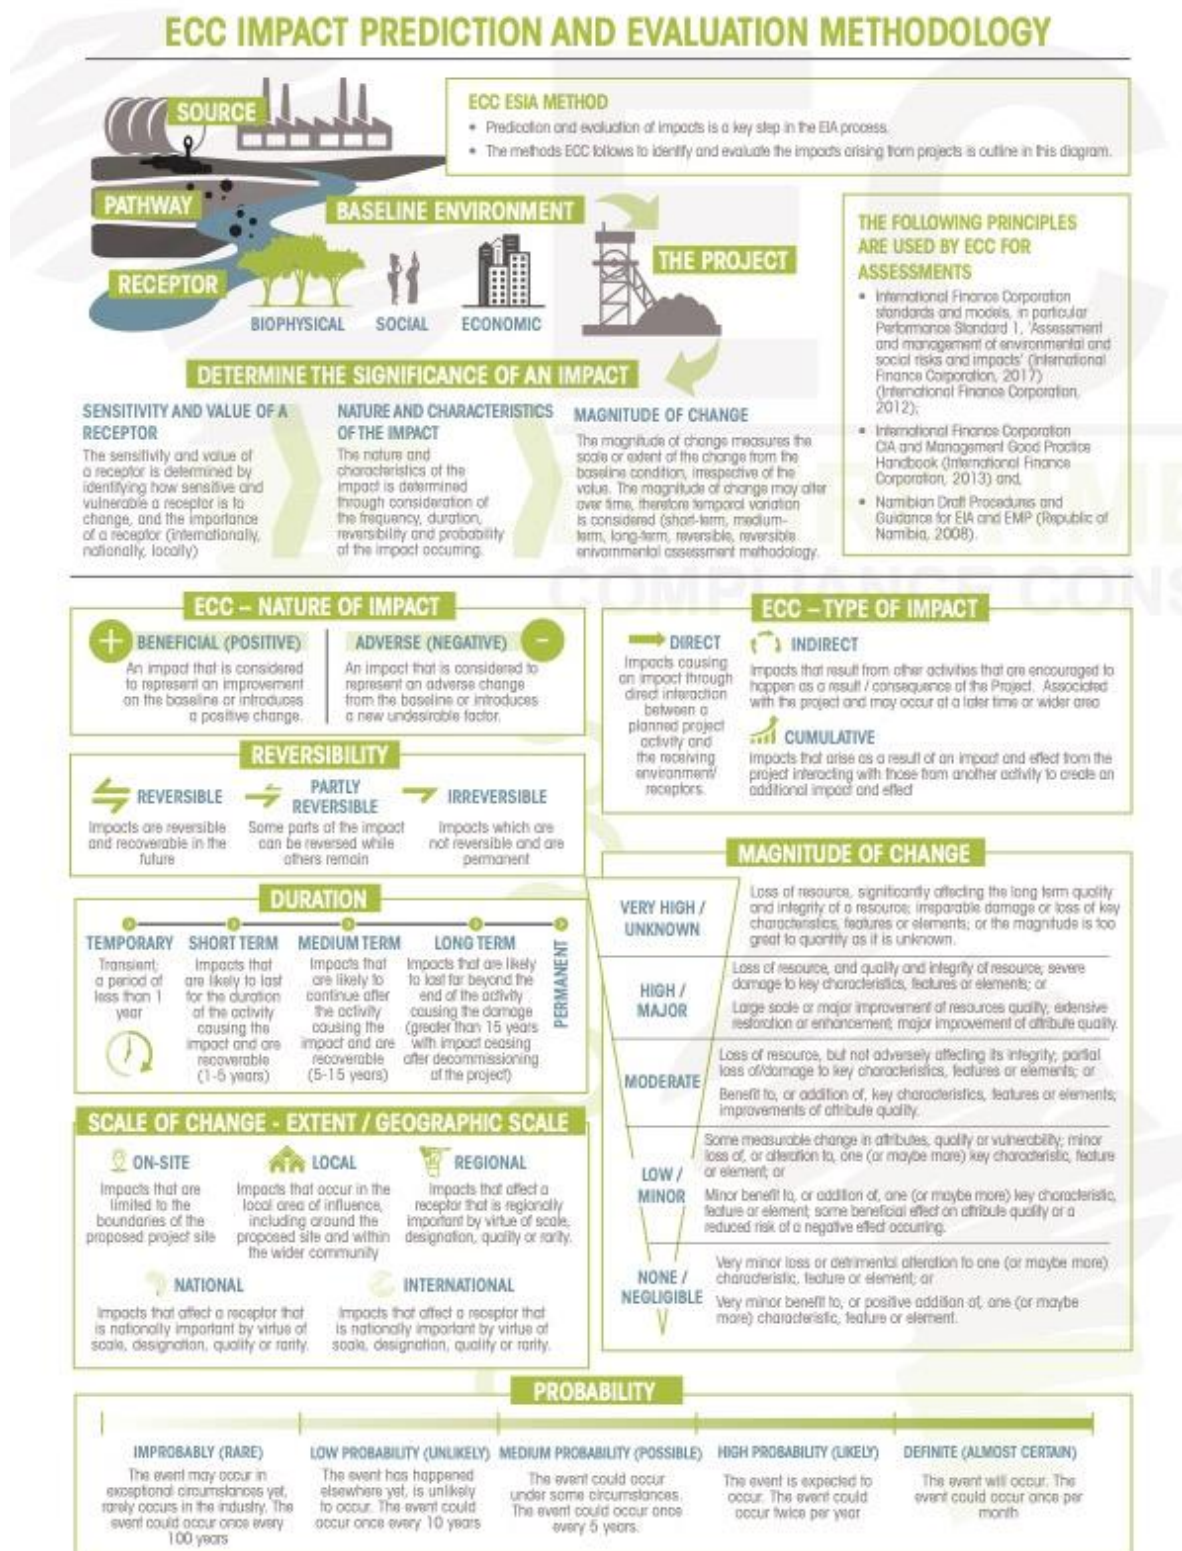 ECC IMPACT PREDICTION AND EVALUATION METHODOLOGY
SOURCE
PATHWAY
RECEPTOR
BASELINE ENVIRONMENT
BIOPHYSICAL
SOCIAL
ECONOMIC
THE PROJECT
ECC ESIA METHOD
• Predication and evaluation of impacts is a key step in the EIA process.
• The methods ECC follows to identify and evaluate the impacts arising from projects is outline in this diagram.
THE FOLLOWING PRINCIPLES
ARE USED BY ECC FOR
ASSESSMENTS
• International Finance Corporation
standards and models, in particular
Performance Standard 1, 'Assessment
and management of environmental and
social risks and impacts' (International
Finance Corporation, 2017)
(International Finance Corporation,
2012);
• International Finance Corporation
CIA and Management Good Practice
Handbook (International Finance
Corporation, 2013) and,
• Namibian Draft Procedures and
Guidance for EIA and EMP (Republic of
Namibia, 2008).
DETERMINE THE SIGNIFICANCE OF AN IMPACT
SENSITIVITY AND VALUE OF A
RECEPTOR
The sensitivity and value of
a receptor is determined by
identifying how sensitive and
vulnerable a receptor is to
change, and the importance
of a receptor (internationally,
nationally, locally)
NATURE AND CHARACTERISTICS
OF THE IMPACT
The nature and
characteristics of the
impact is determined
through consideration of
the frequency, duration,
reversibility and probability
of the impact occurring.
MAGNITUDE OF CHANGE
The magnitude of change measures the
scale or extent of the change from the
baseline condition, irrespective of the
value. The magnitude of change may alter
over time, therefore temporal variation
is considered (short-term, medium-
term, long-term, reversible, reversible
enivornmental assessment methodology.
COMPLIANCE CONS
ECC – NATURE OF IMPACT
+ BENEFICIAL (POSITIVE)
An impact that is considered
to represent an improvement
on the baseline or introduces
a positive change.
ADVERSE (NEGATIVE) -
An impact that is considered to
represent an adverse change
from the baseline or introduces
a new undesirable factor.
ECC – TYPE OF IMPACT
DIRECT
Impacts causing
an impact through
direct interaction
between a
planned project
activity and
the receiving
environment/
receptors.
INDIRECT
Impacts that result from other activities that are encouraged to
happen as a result / consequence of the Project. Associated
with the project and may occur at a later time or wider area
CUMULATIVE
Impacts that arise as a result of an impact and effect from the
project interacting with those from another activity to create an
additional impact and effect
REVERSIBILITY
REVERSIBLE
Impacts are reversible
and recoverable in the
future
PARTLY
REVERSIBLE
Some parts of the impact
can be reversed while
others remain
IRREVERSIBLE
Impacts which are
not reversible and are
permanent
DURATION
TEMPORARY
Transient;
a period of
less than 1
year
SHORT TERM
Impacts that
are likely to last
for the duration
of the activity
causing the
impact and are
recoverable
(1-5 years)
MEDIUM TERM
Impacts that
are likely to
continue after
the activity
causing the
impact and are
recoverable
(5-15 years)
LONG TERM
Impacts that are likely
to last far beyond the
end of the activity
causing the damage
(greater than 15 years
with impact ceasing
after decommissioning
of the project)
PERMANENT
MAGNITUDE OF CHANGE
VERY HIGH /
UNKNOWN
Loss of resource, significantly affecting the long term quality
and integrity of a resource; irreparable damage or loss of key
characteristics, features or elements; or the magnitude is too
great to quantify as it is unknown.
HIGH /
MAJOR
Loss of resource, and quality and integrity of resource; severe
damage to key characteristics, features or elements; or
Large scale or major improvement of resources quality; extensive
restoration or enhancement; major improvement of attribute quality.
MODERATE
Loss of resource, but not adversely affecting its integrity; partial
loss of/damage to key characteristics, features or elements; or
Benefit to, or addition of, key characteristics, features or elements;
improvements of attribute quality.
LOW /
MINOR
Some measurable change in attributes, quality or vulnerability; minor
loss of, or alteration to, one (or maybe more) key characteristic, feature
or element; or
Minor benefit to, or addition of, one (or maybe more) key characteristic,
feature or element; some beneficial effect on attribute quality or a
reduced risk of a negative effect occurring.
NONE /
NEGLIGIBLE
Very minor loss or detrimental alteration to one (or maybe more)
characteristic, feature or element; or
Very minor benefit to, or positive addition of, one (or maybe
more) characteristic, feature or element.
SCALE OF CHANGE - EXTENT / GEOGRAPHIC SCALE
ON-SITE
Impacts that are
limited to the
boundaries of the
proposed project site
LOCAL
Impacts that occur in the
local area of influence,
including around the
proposed site and within
the wider community
REGIONAL
Impacts that affect a
receptor that is regionally
important by virtue of scale,
designation, quality or rarity.
NATIONAL
Impacts that affect a receptor that
is nationally important by virtue of
scale, designation, quality or rarity.
INTERNATIONAL
Impacts that affect a receptor that
is nationally important by virtue of
scale, designation, quality or rarity.
PROBABILITY
IMPROBABLY (RARE)
The event may occur in
exceptional circumstances yet,
rarely occurs in the industry. The
event could occur once every
100 years
LOW PROBABILITY (UNLIKELY)
The event has happened
elsewhere yet, is unlikely
to occur. The event could
occur once every 10 years
MEDIUM PROBABILITY (POSSIBLE)
The event could occur
under some circumstances.
The event could occur once
every 5 years.
HIGH PROBABILITY (LIKELY)
The event is expected to
occur. The event could
occur twice per year
DEFINITE (ALMOST CERTAIN)
The event will occur. The
event could occur once per
month